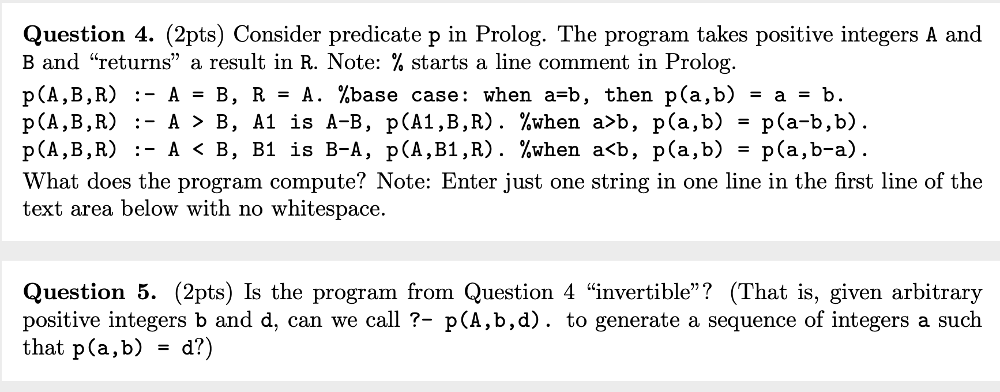 Question 4. (2pts) Consider predicate p in Prolog. The program takes positive integers A and
B and “returns” a result in R. Note: % starts a line comment in Prolog.
p(A,B,R) :- A = B, R = A. %base case: when a=b, then p(a,b) = a = b.
p(A,B,R) :- A > B, A1 is A-B, p(A1,B,R). %when a>b, p(a,b) = p(a-b,b).
p(A,B,R) :- A < B, B1 is B-A, p(A,B1,R). %when a<b, p(a,b) = p(a,b-a).
What does the program compute? Note: Enter just one string in one line in the first line of the
text area below with no whitespace.
Question 5. (2pts) Is the program from Question 4 “invertible”? (That is, given arbitrary
positive integers b and d, can we call ?- p(A,b,d). to generate a sequence of integers a such
that p(a,b) = d?)